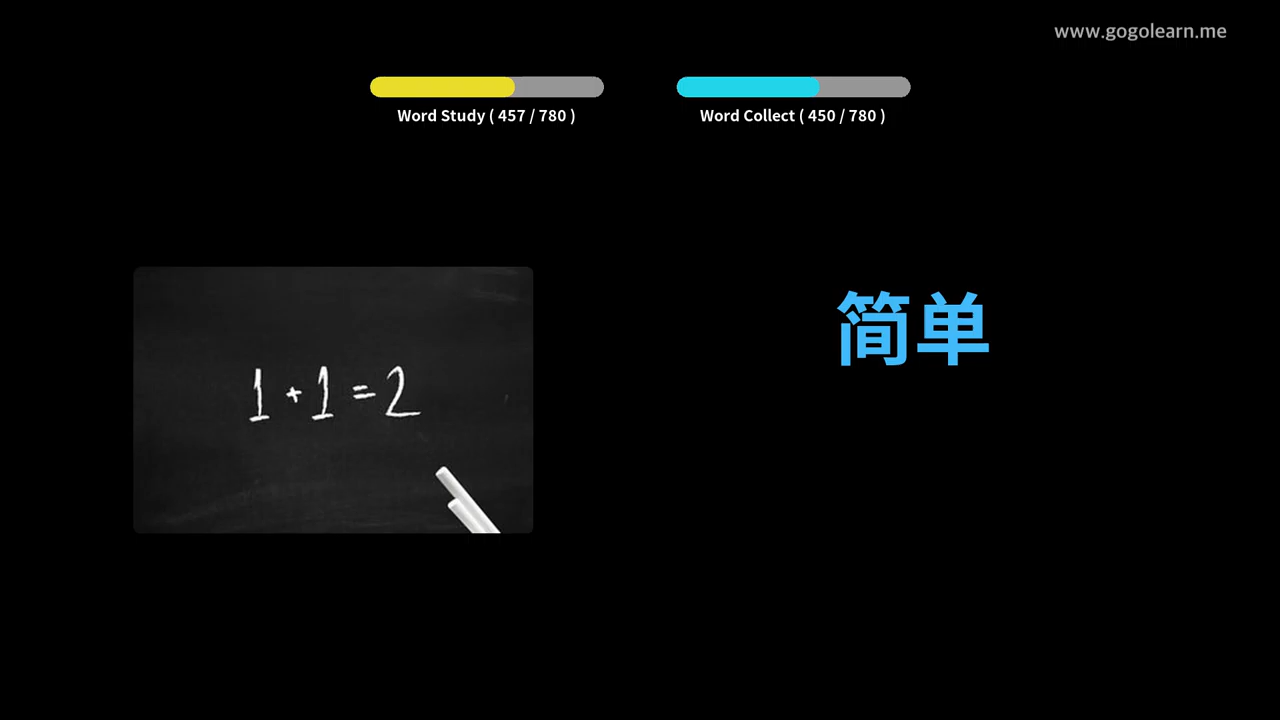 www.gogolearn.me
Word Study ( 457 / 780 )
Word Collect ( 450 / 780 )
简单
1 + 1 = 2